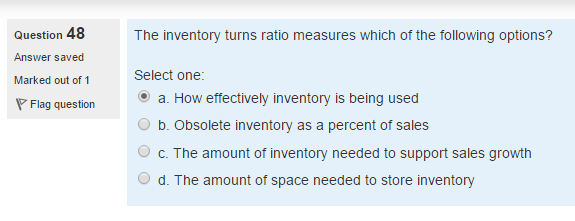 Question 48
Answer saved
Marked out of 1
Flag question
The inventory turns ratio measures which of the following options?
Select one:
a. How effectively inventory is being used
b. Obsolete inventory as a percent of sales
c. The amount of inventory needed to support sales growth
d. The amount of space needed to store inventory